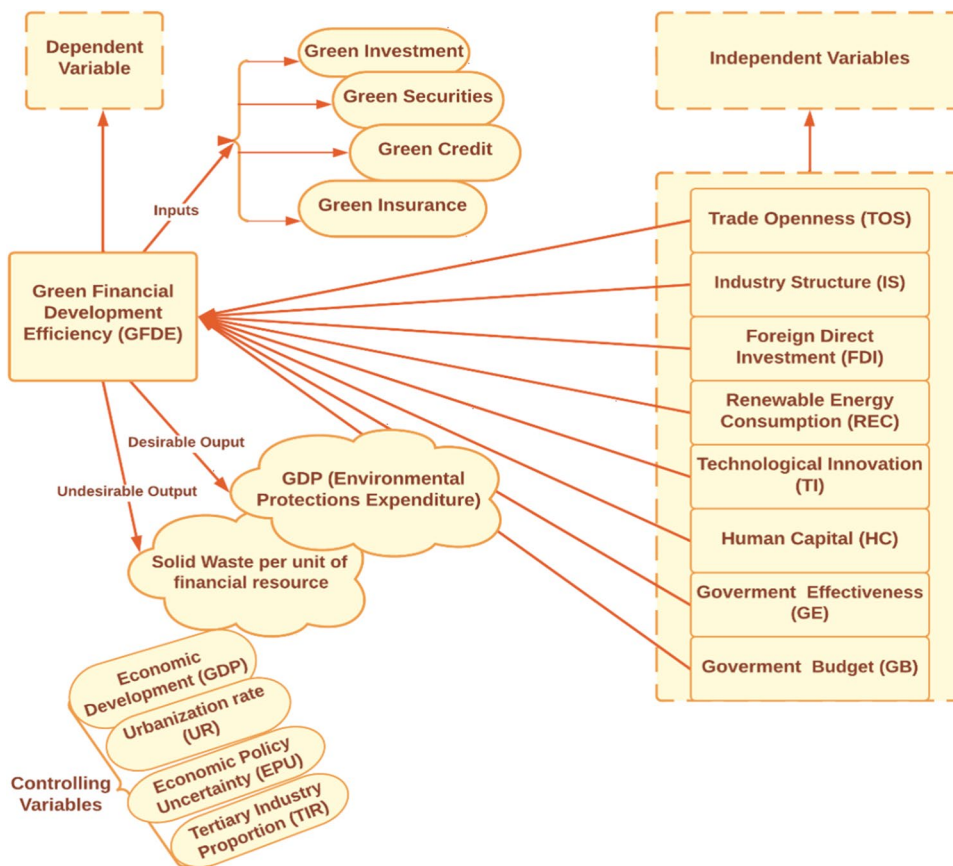 Dependent
Variable
Green Investment
Green Securities
Green Credit
Green Insurance
Independent Variables
Inputs
Green Financial
Development
Efficiency (GFDE)
Trade Openness (TOS)
Industry Structure (IS)
Foreign Direct
Investment (FDI)
Renewable Energy
Consumption (REC)
Technological Innovation
(TI)
Human Capital (HC)
Goverment  Effectiveness
(GE)
Goverment  Budget (GB)
Desirable Ouput
Undesirable Output
GDP (Environmental
Protections Expenditure)
Solid Waste per unit of
financial resource
Controlling
Variables
Economic
Development (GDP)
Urbanization rate
(UR)
Economic Policy
Uncertainty (EPU)
Tertiary Industry
Proportion (TIR)